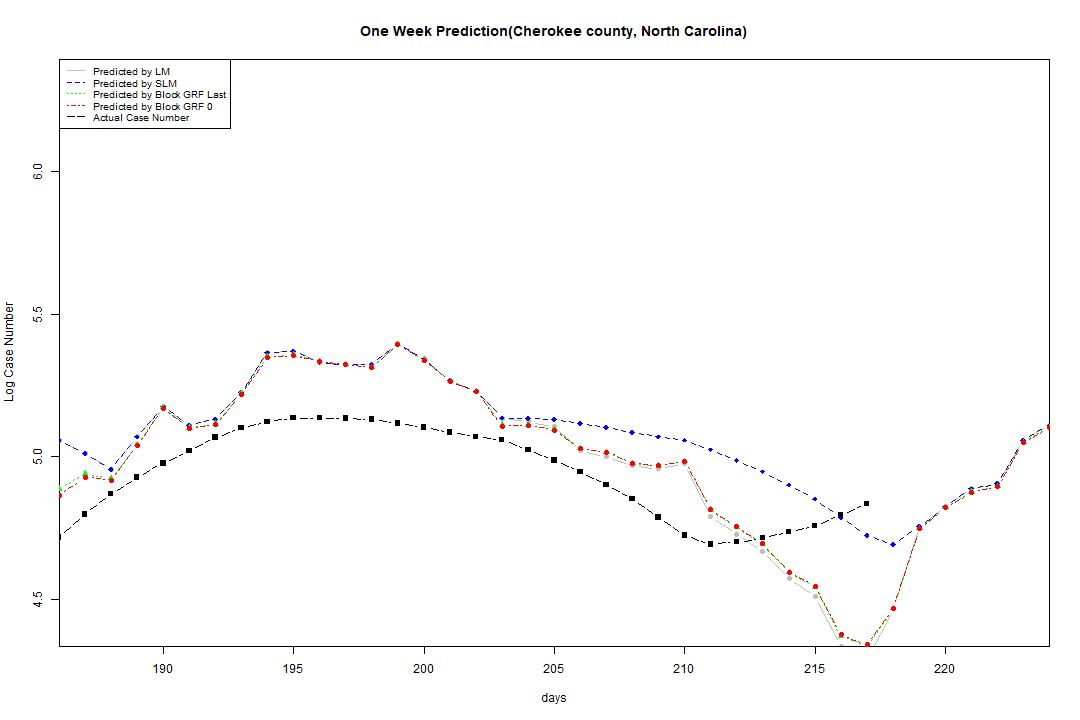 One Week Prediction(Cherokee county, North Carolina)
Predicted by LM
Predicted by SLM
Predicted by Block GRF Last
Predicted by Block GRF 0
Actual Case Number
Log Case Number
6.0
5.5
5.0
4.5
190 195 200 205 210 215 220
days